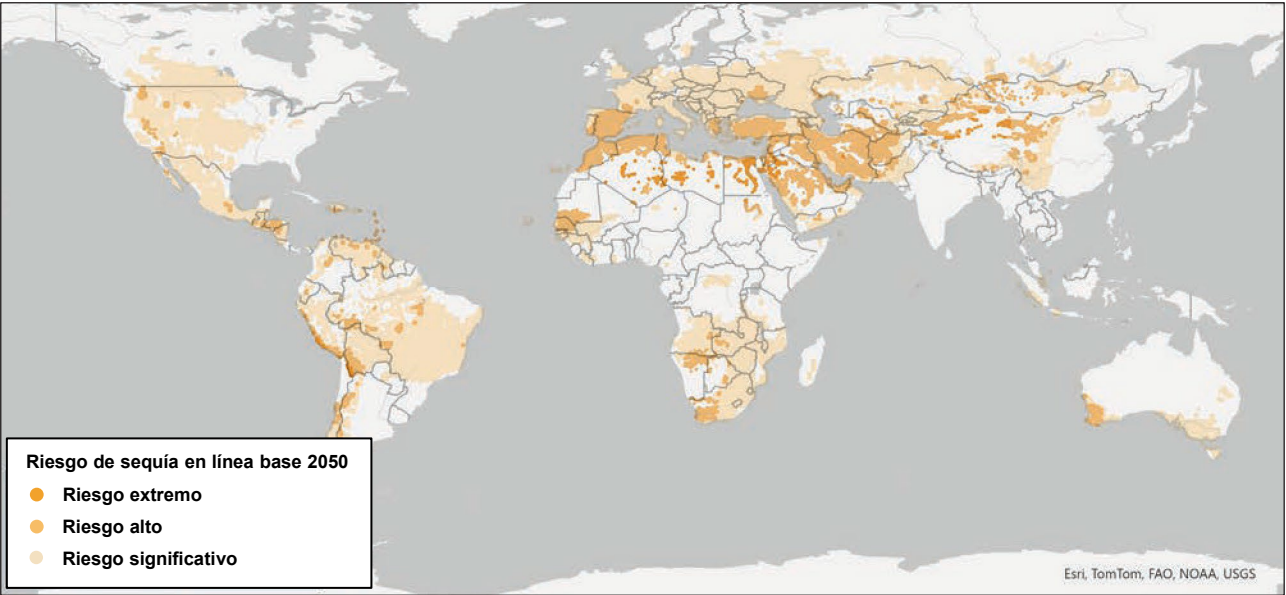 Riesgo de sequía en línea base 2050
Riesgo extremo
Riesgo alto
Riesgo significativo
Esri, TomTom, FAO, NOAA, USGS